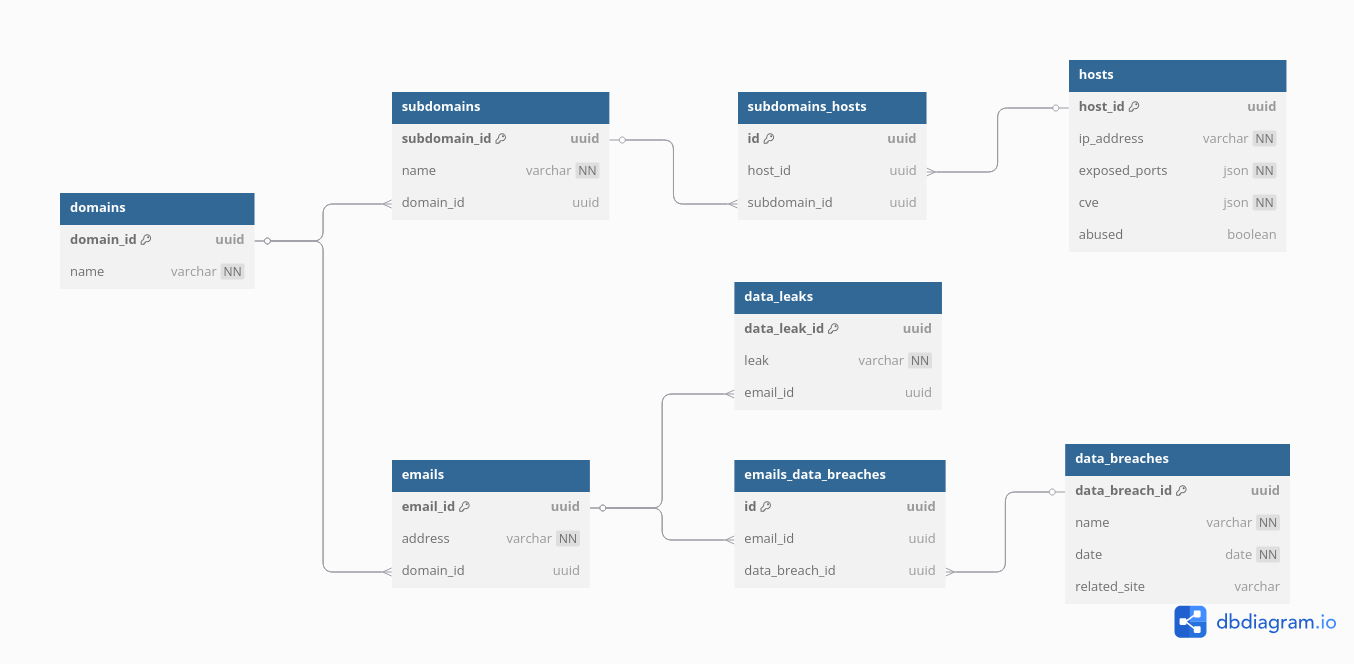 domains
domain_id uuid
name varchar NN
subdomains
subdomain_id uuid
name varchar NN
domain_id uuid
subdomains_hosts
id uuid
host_id uuid
subdomain_id uuid
hosts
host_id uuid
ip_address varchar NN
exposed_ports json NN
cve json NN
abused boolean
data_leaks
data_leak_id uuid
leak varchar NN
email_id uuid
emails
email_id uuid
address varchar NN
domain_id uuid
emails_data_breaches
id uuid
email_id uuid
data_breach_id uuid
data_breaches
data_breach_id uuid
name varchar NN
date date NN
related_site varchar
dbdiagram.io